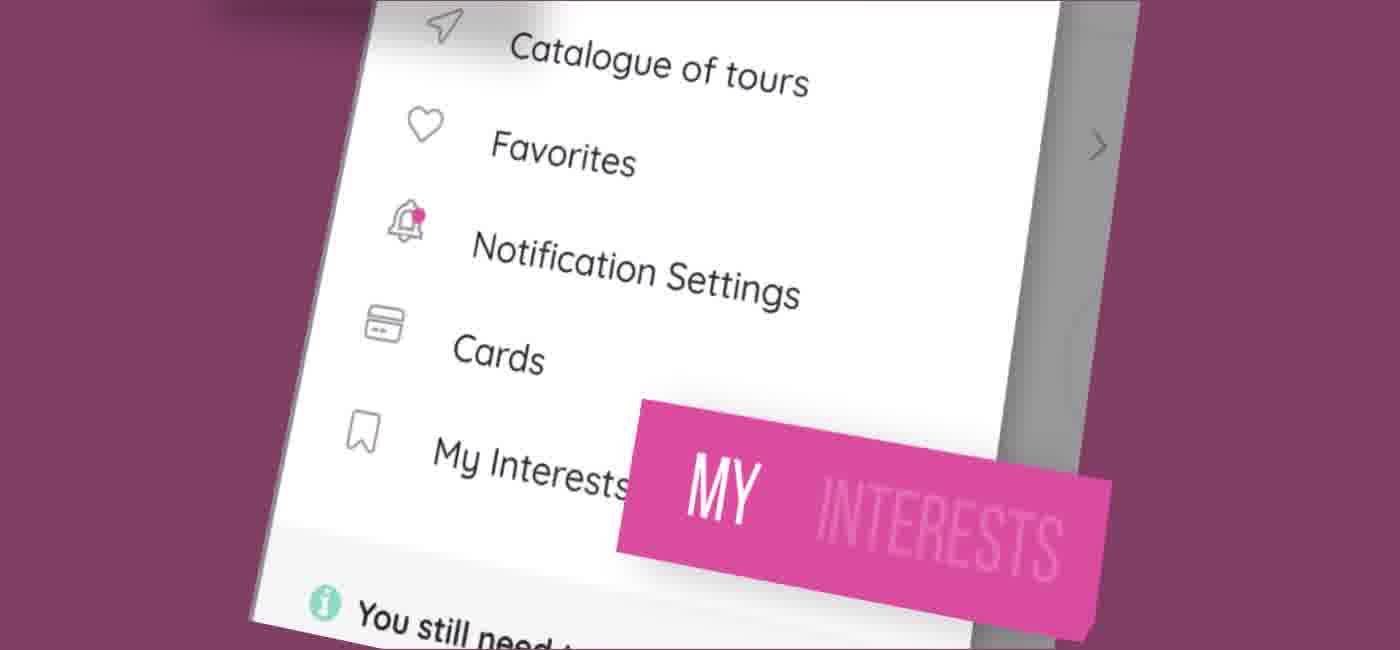 Catalogue of tours
Favorites
Notification Settings
Cards
My Interests
MY INTERESTS
You still need